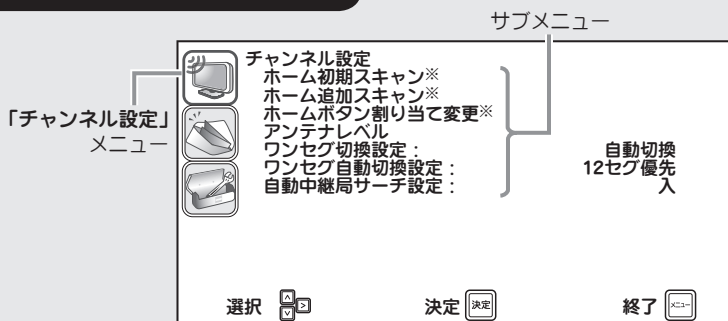 サブメニュー
「チャンネル設定」
メニュー
チャンネル設定
ホーム初期スキャン※
ホーム追加スキャン※
ホームボタン割り当て変更※
アンテナレベル
ワンセグ切換設定： 自動切換
ワンセグ自動切換設定： 12セグ優先
自動中継局サーチ設定： 入
選択 決定 決定 終了 メニュー